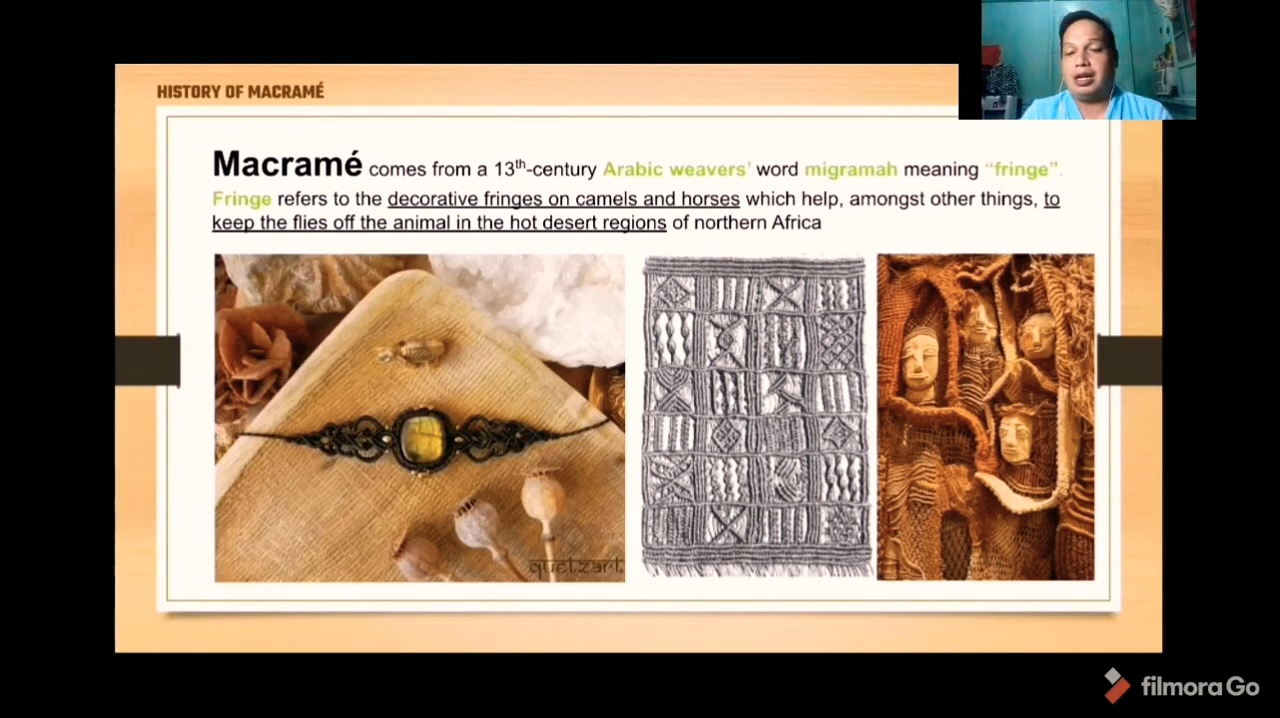 HISTORY OF MACRAMÉ
Macramé comes from a 13th-century Arabic weavers’ word migramah meaning “fringe”.
Fringe refers to the decorative fringes on camels and horses which help, amongst other things, to
keep the flies off the animal in the hot desert regions of northern Africa
quetzart
filmora Go